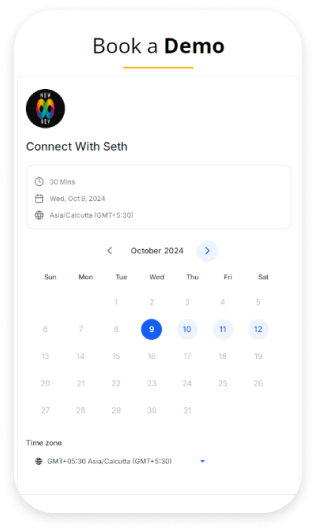 Book a Demo
NEW
DEV
Connect With Seth
30 Mins
Wed, Oct 9, 2024
Asia/Calcutta (GMT+5:30)
October 2024
Sun Mon Tue Wed Thu Fri Sat
1 2 3 4 5
6 7 8 9 10 11 12
13 14 15 16 17 18 19
20 21 22 23 24 25 26
27 28 29 30 31
Time zone
GMT+05:30 Asia/Calcutta (GMT+5:30)